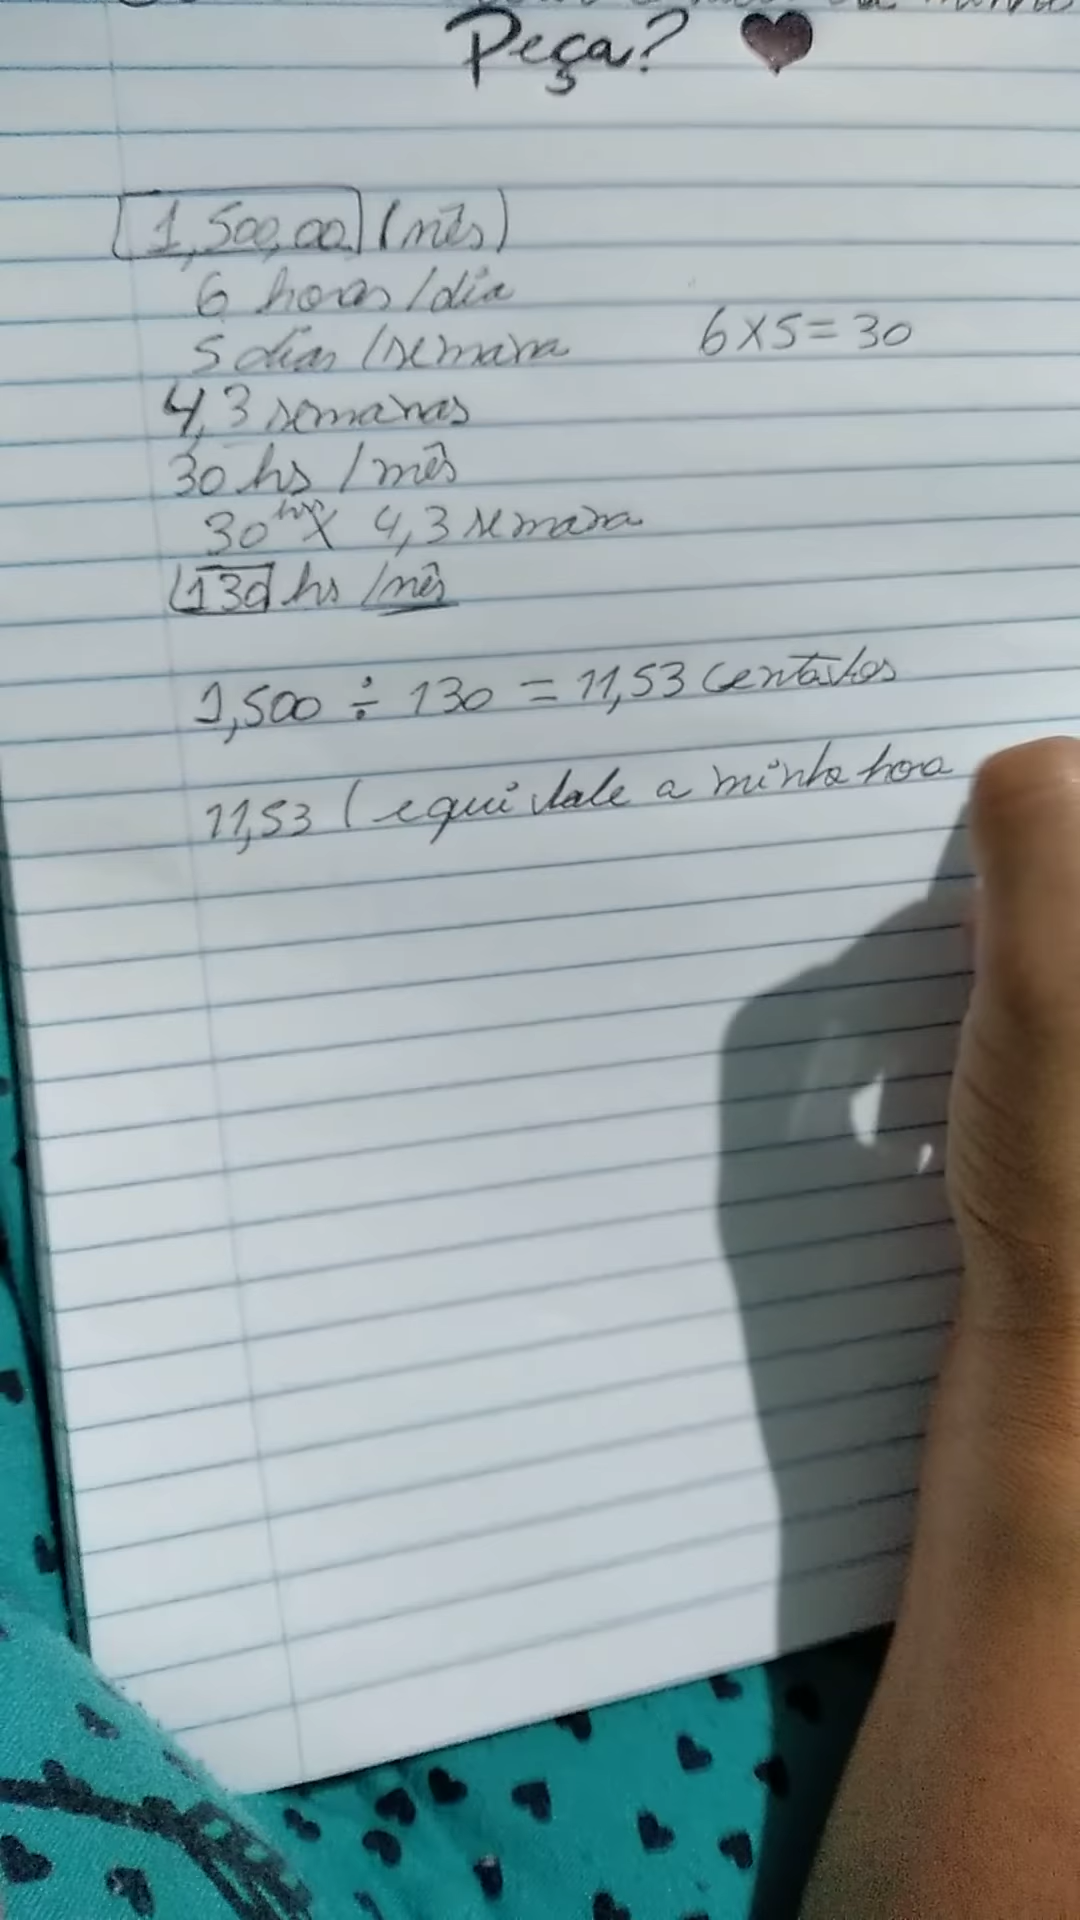 Peça?
1,500,00 (mês)
6 horas /dia
5 dias /semana 6x5=30
4,3 semanas
30 hs /mês
30 hrs X 4,3 semana
130 hs /mês
1,500 ÷ 130 = 11,53 centavos
11,53 ( equivale a minha hora